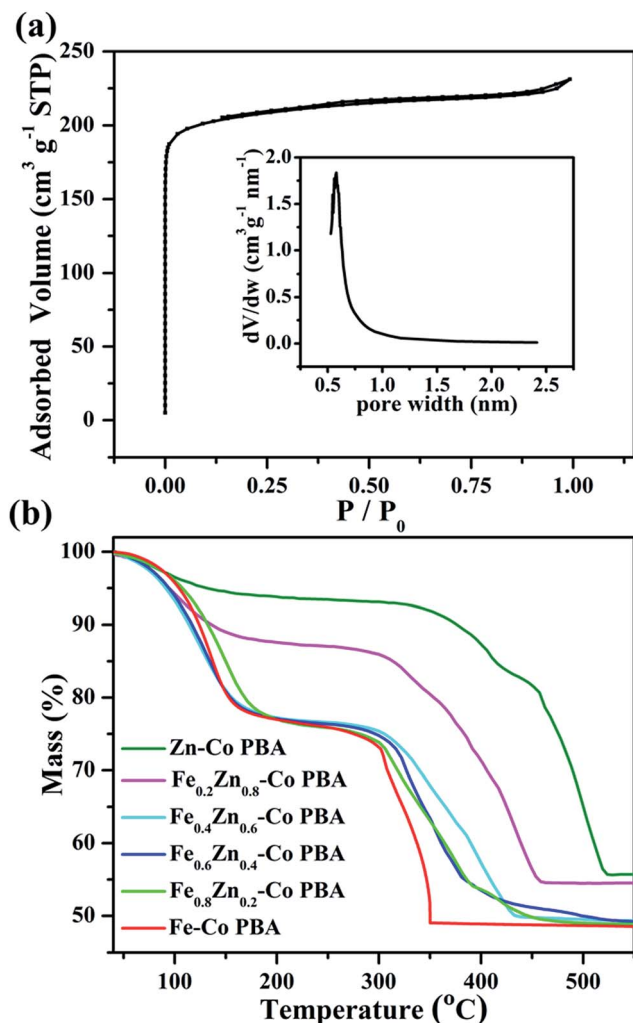 (a)
250
200
150
100
50
0
Adsorbed Volume (cm³ g⁻¹ STP)
2.0
1.5
1.0
0.5
0.0
dV/dw (cm³g⁻¹ nm⁻¹)
0.5 1.0 1.5 2.0 2.5
pore width (nm)
0.00 0.25 0.50 0.75 1.00
P / P₀
(b)
100
90
80
70
60
50
Mass (%)
Zn-Co PBA
Fe₀.₂Zn₀.₈-Co PBA
Fe₀.₄Zn₀.₆-Co PBA
Fe₀.₆Zn₀.₄-Co PBA
Fe₀.₈Zn₀.₂-Co PBA
Fe-Co PBA
100 200 300 400 500
Temperature (°C)